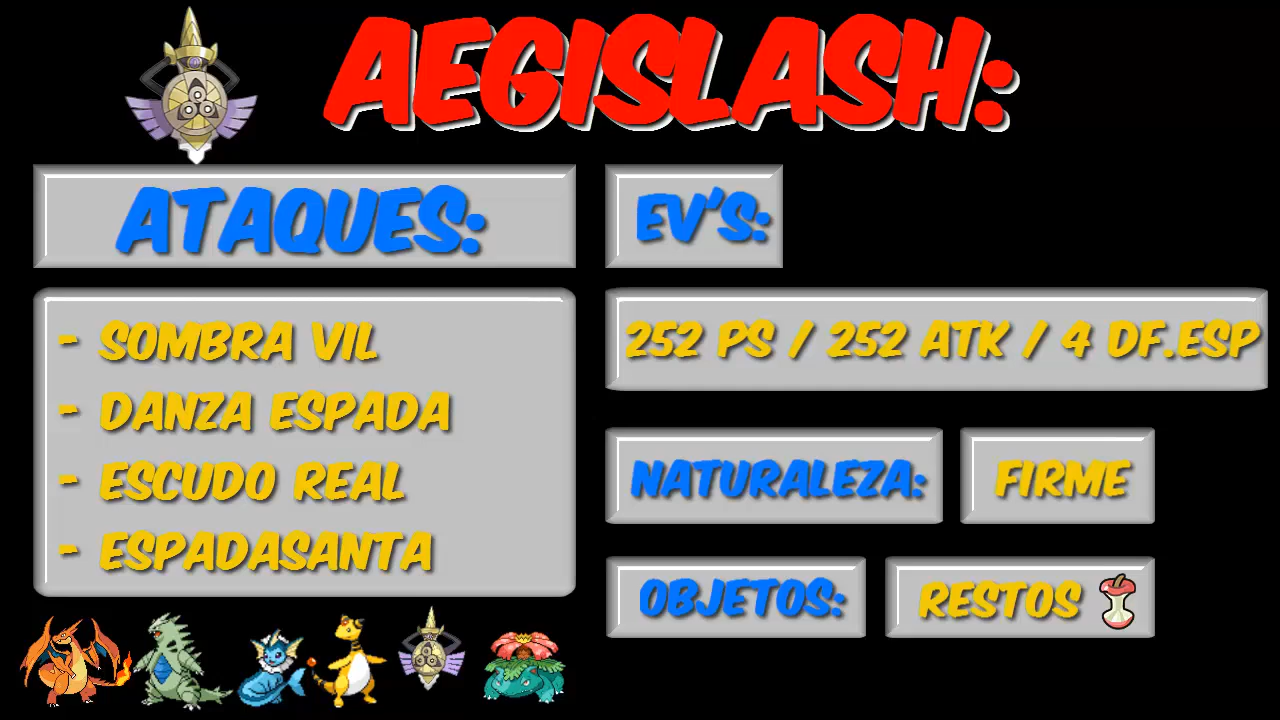 AEGISLASH:
ATAQUES:
- SOMBRA VIL
- DANZA ESPADA
- ESCUDO REAL
- ESPADASANTA
EV'S:
252 PS / 252 ATK / 4 DF.ESP
NATURALEZA: FIRME
OBJETOS: RESTOS